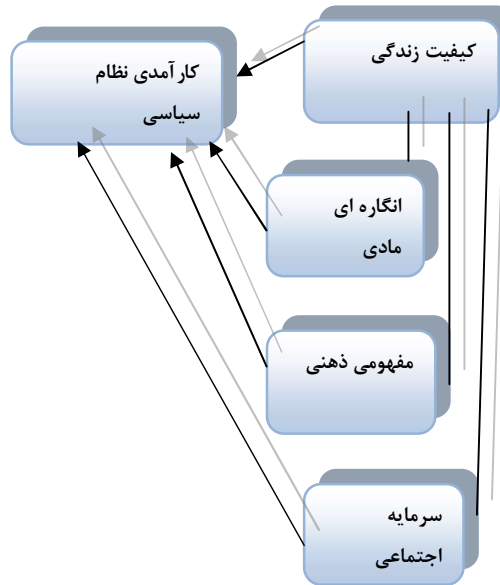 کیفیت زندگی
کارآمدی نظام
سیاسی
انگاره ای
مادی
مفهومی ذهنی
سرمایه
اجتماعی